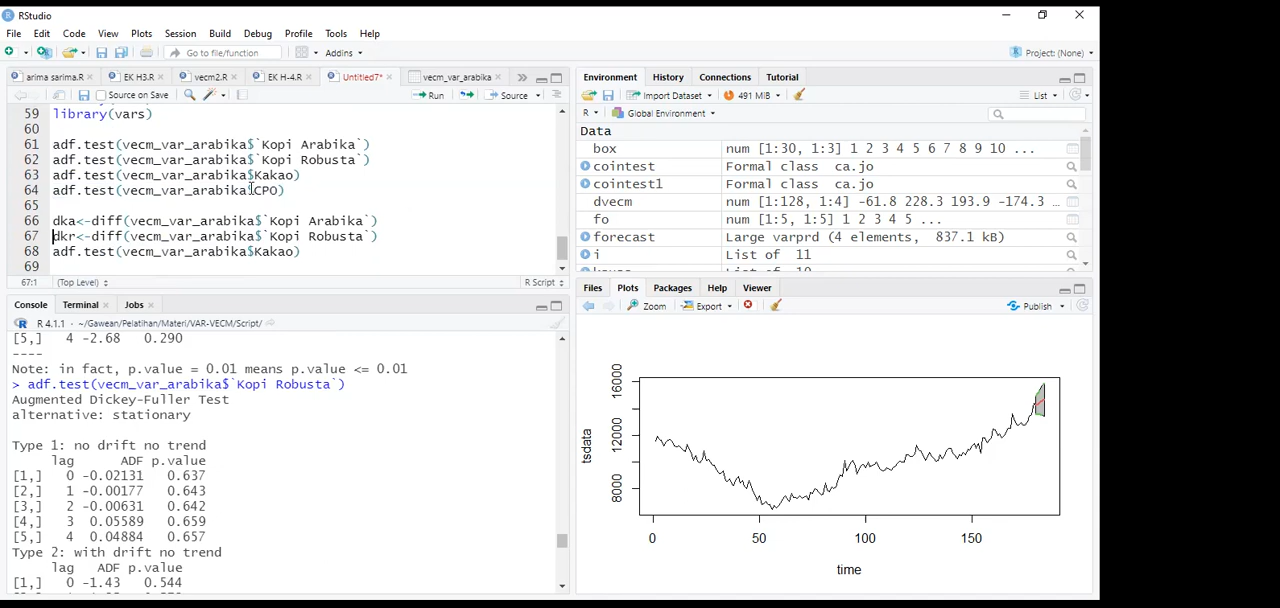 RStudio
File Edit Code View Plots Session Build Debug Profile Tools Help
Go to file/function Addins Project: (None)
arima sarima.R EK H3.R vecm2.R EK H-4.R Untitled7* vecm_var_arabika
Source on Save Run Source
59 library(vars)
60
61 adf.test(vecm_var_arabika$`Kopi Arabika`)
62 adf.test(vecm_var_arabika$`Kopi Robusta`)
63 adf.test(vecm_var_arabika$Kakao)
64 adf.test(vecm_var_arabika$CPO)
65
66 dka<-diff(vecm_var_arabika$`Kopi Arabika`)
67 dkr<-diff(vecm_var_arabika$`Kopi Robusta`)
68 adf.test(vecm_var_arabika$Kakao)
69
67:1 (Top Level) R Script
Console Terminal Jobs
R 4.1.1 · ~/Gawean/Pelatihan/Materi/VAR-VECM/Script/
[5,] 4 -2.68 0.290
----
Note: in fact, p.value = 0.01 means p.value <= 0.01
> adf.test(vecm_var_arabika$`Kopi Robusta`)
Augmented Dickey-Fuller Test
alternative: stationary
Type 1: no drift no trend
lag ADF p.value
[1,] 0 -0.02131 0.637
[2,] 1 -0.00177 0.643
[3,] 2 -0.00631 0.642
[4,] 3 0.05589 0.659
[5,] 4 0.04884 0.657
Type 2: with drift no trend
lag ADF p.value
[1,] 0 -1.43 0.544
Environment History Connections Tutorial
Import Dataset 491 MiB List
R Global Environment
Data
box num [1:30, 1:3] 1 2 3 4 5 6 7 8 9 10 ...
cointest Formal class ca.jo
cointest1 Formal class ca.jo
dvecm num [1:128, 1:4] -61.8 228.3 193.9 -174.3 ...
fo num [1:5, 1:5] 1 2 3 4 5 ...
forecast Large varprd (4 elements, 837.1 kB)
i List of 11
Files Plots Packages Help Viewer
Zoom Export Publish
tsdata
16000
12000
8000
0 50 100 150
time